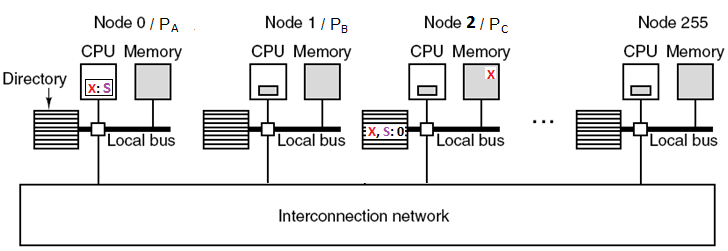 Node 0 / PA
Node 1 / PB
Node 2 / PC
Node 255
CPU Memory
CPU Memory
CPU Memory
CPU Memory
Directory
X: S
X
X, S: 0
...
Local bus
Local bus
Local bus
Local bus
Interconnection network